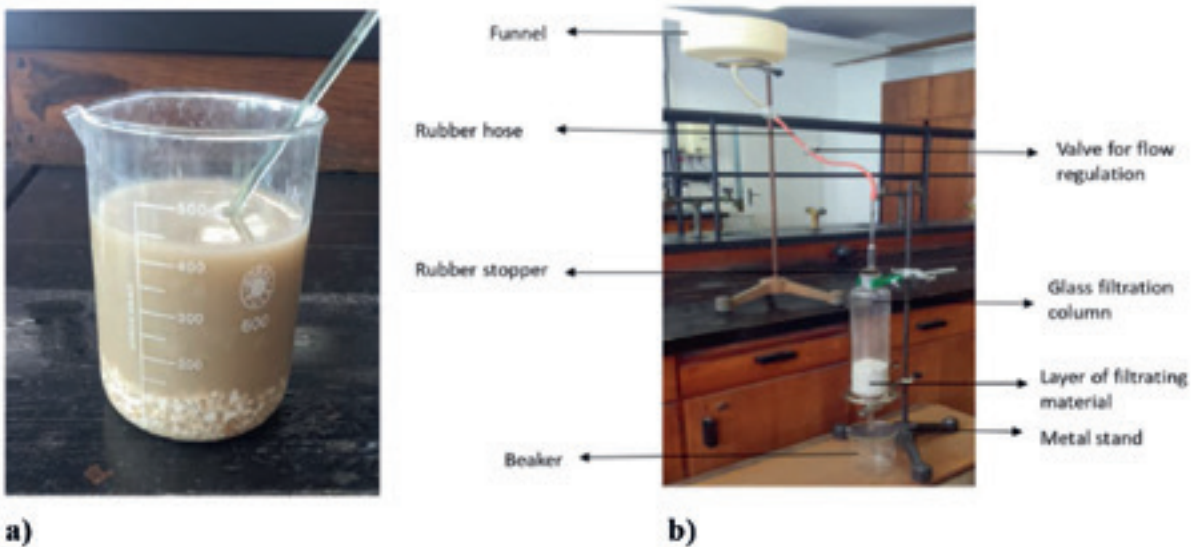 500
400
300
200
600
Funnel
Rubber hose
Valve for flow
regulation
Rubber stopper
Glass filtration
column
Layer of filtrating
material
Metal stand
Beaker
a)
b)